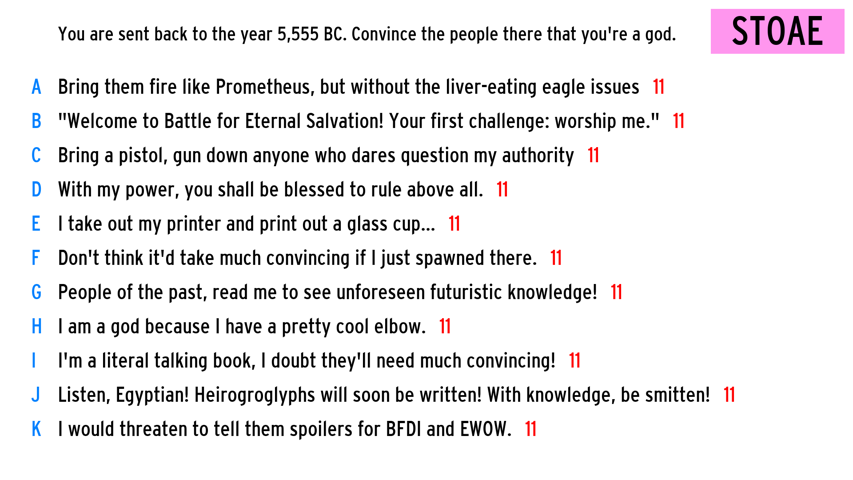 You are sent back to the year 5,555 BC. Convince the people there that you're a god.
STOAE
A Bring them fire like Prometheus, but without the liver-eating eagle issues 11
B "Welcome to Battle for Eternal Salvation! Your first challenge: worship me." 11
C Bring a pistol, gun down anyone who dares question my authority 11
D With my power, you shall be blessed to rule above all. 11
E I take out my printer and print out a glass cup... 11
F Don't think it'd take much convincing if I just spawned there. 11
G People of the past, read me to see unforeseen futuristic knowledge! 11
H I am a god because I have a pretty cool elbow. 11
I I'm a literal talking book, I doubt they'll need much convincing! 11
J Listen, Egyptian! Heirogroglyphs will soon be written! With knowledge, be smitten! 11
K I would threaten to tell them spoilers for BFDI and EWOW. 11